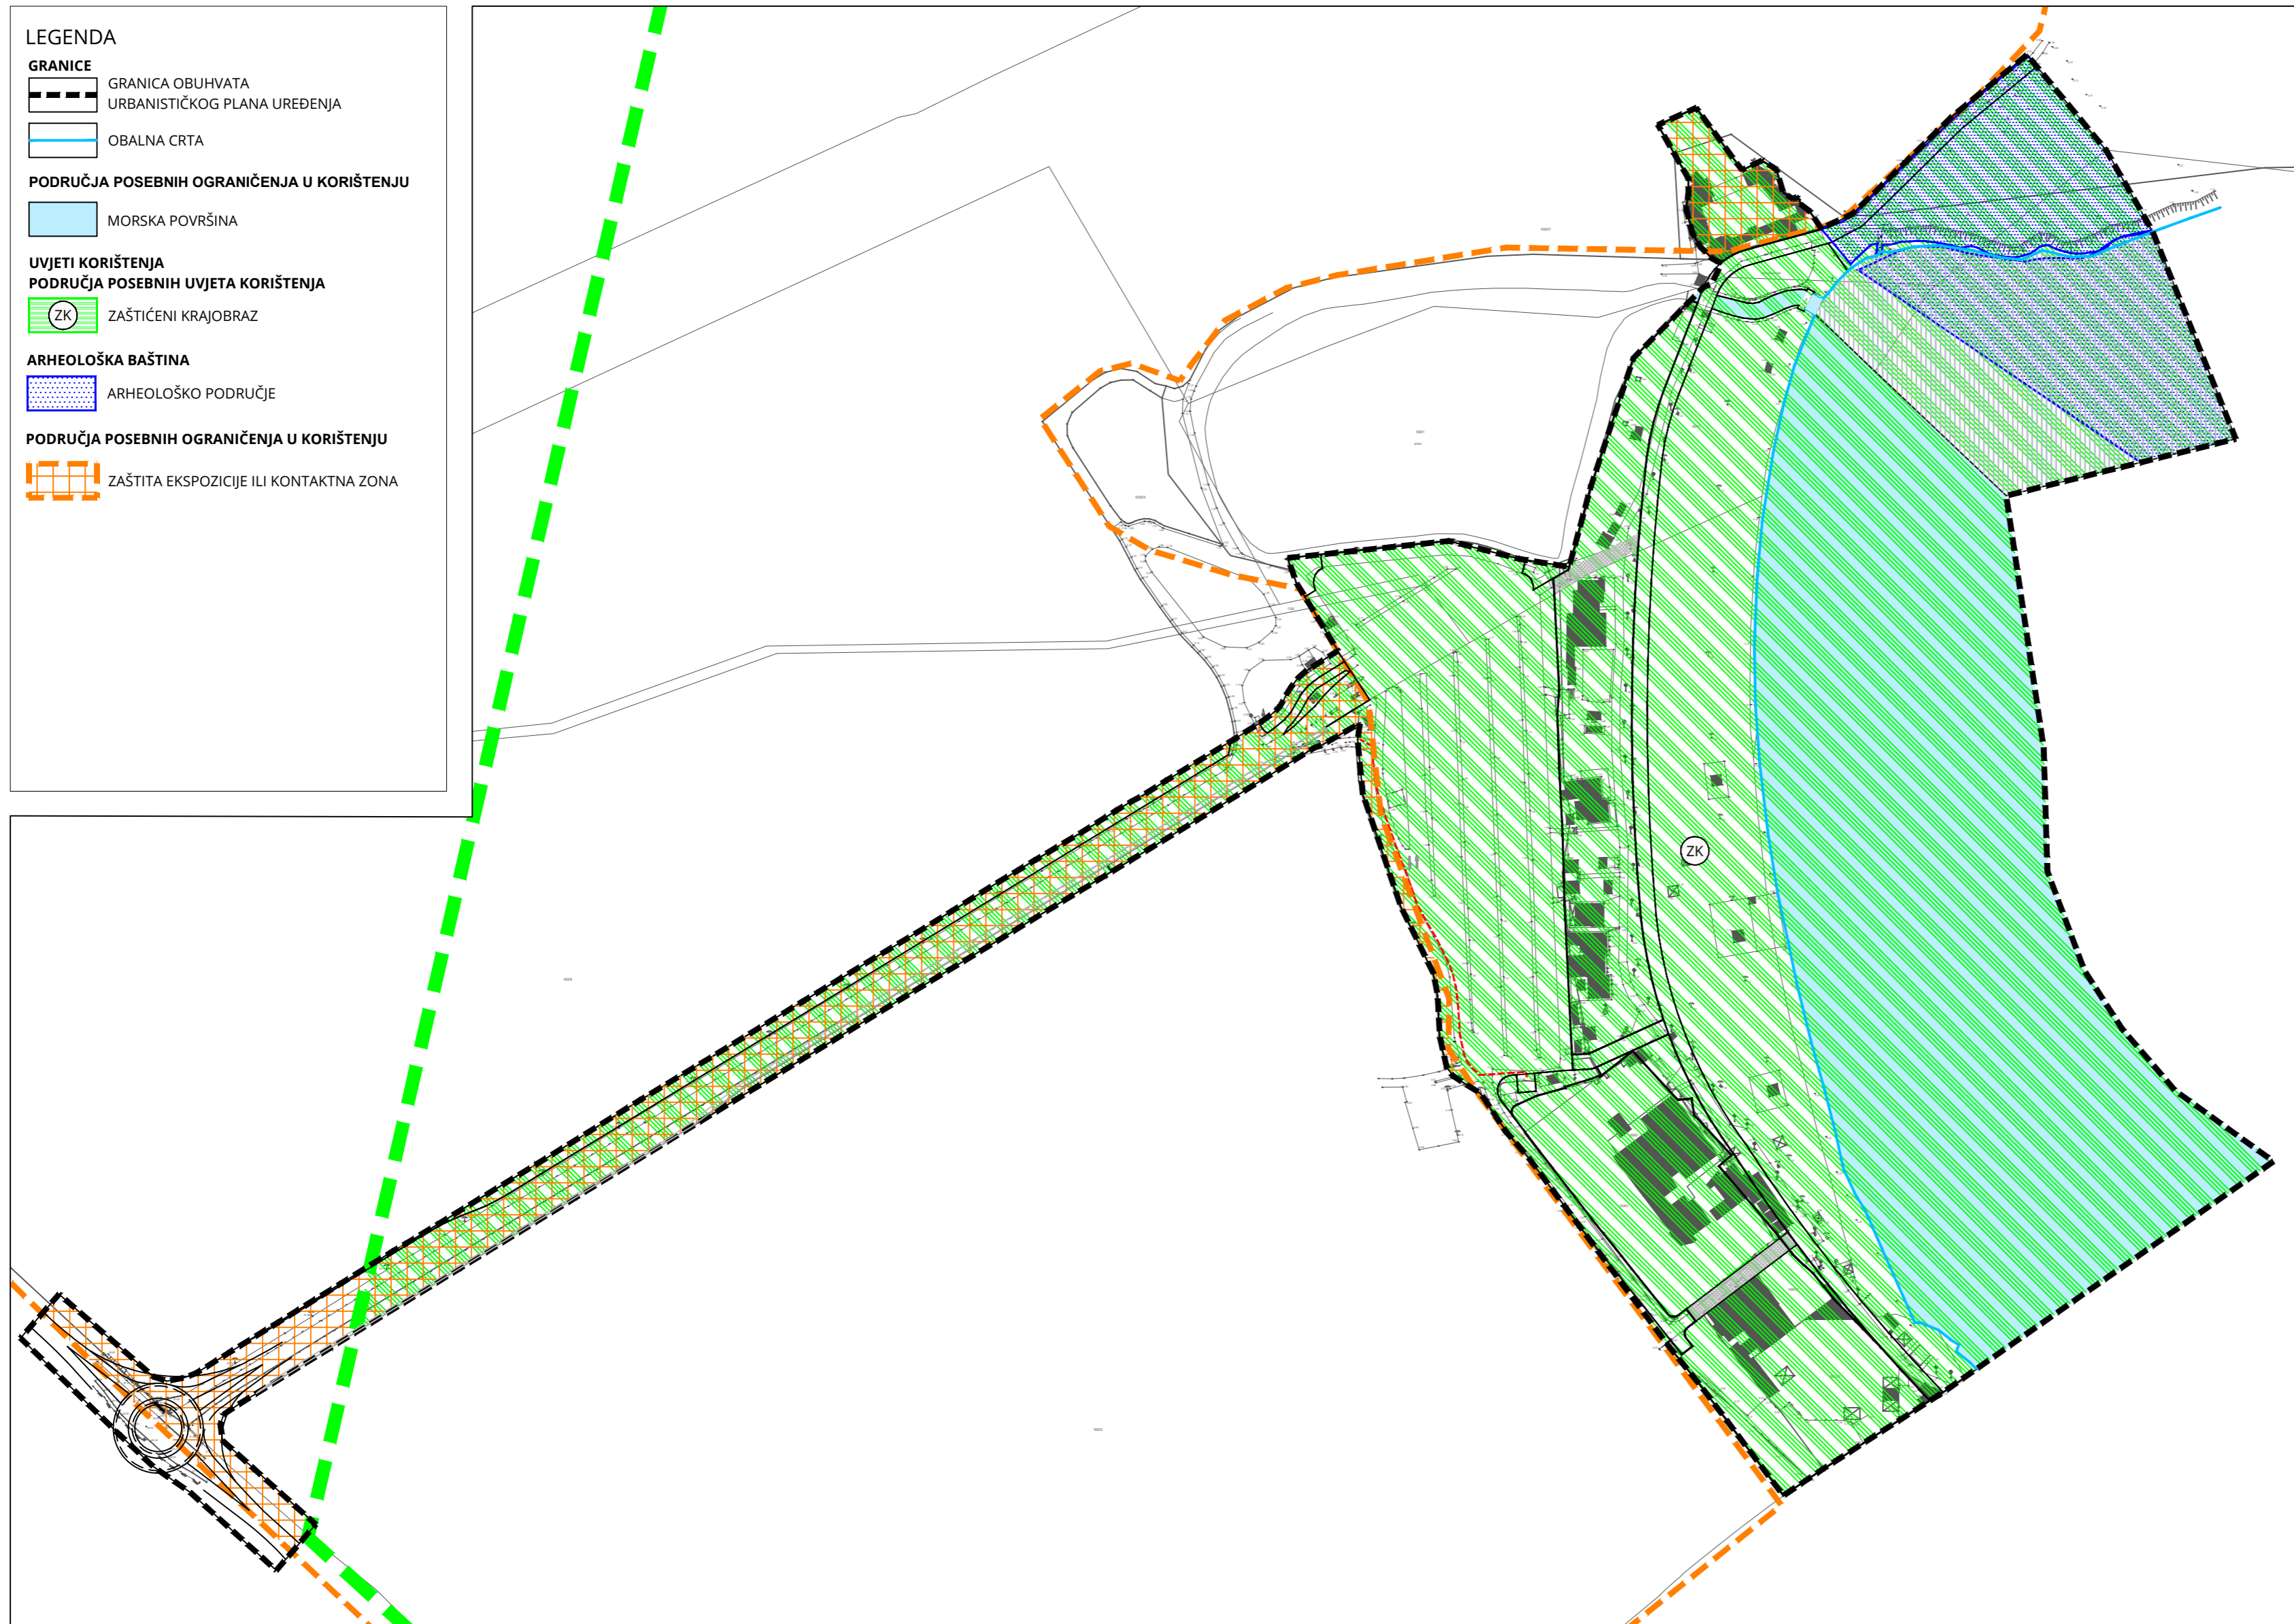 LEGENDA
GRANICE
GRANICA OBUHVATA
URBANISTIČKOG PLANA UREĐENJA
OBALNA CRTA
PODRUČJA POSEBNIH OGRANIČENJA U KORIŠTENJU
MORSKA POVRŠINA
UVJETI KORIŠTENJA
PODRUČJA POSEBNIH UVJETA KORIŠTENJA
ZK
ZAŠTIĆENI KRAJOBRAZ
ARHEOLOŠKA BAŠTINA
ARHEOLOŠKO PODRUČJE
PODRUČJA POSEBNIH OGRANIČENJA U KORIŠTENJU
ZAŠTITA EKSPOZICIJE ILI KONTAKTNA ZONA
ZK